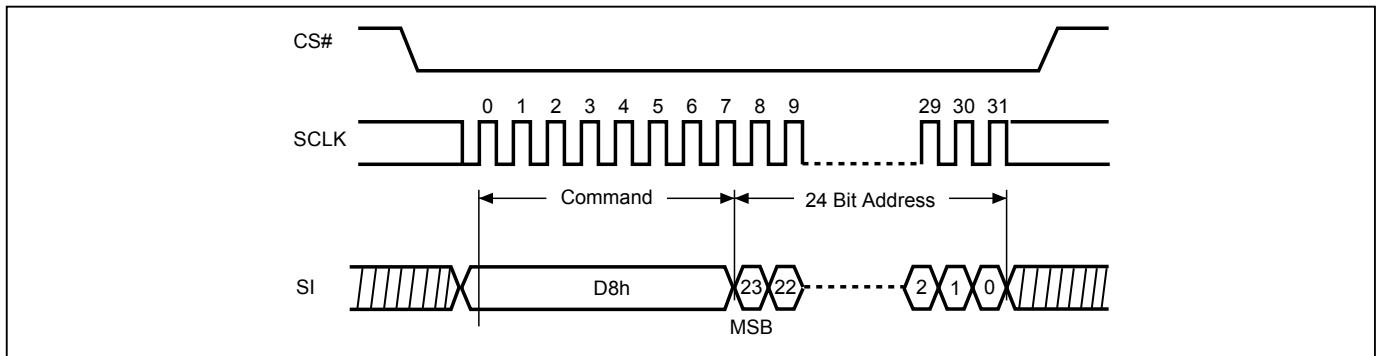 CS#
0 1 2 3 4 5 6 7 8 9 29 30 31
SCLK
Command 24 Bit Address
SI D8h 23 22 2 1 0
MSB